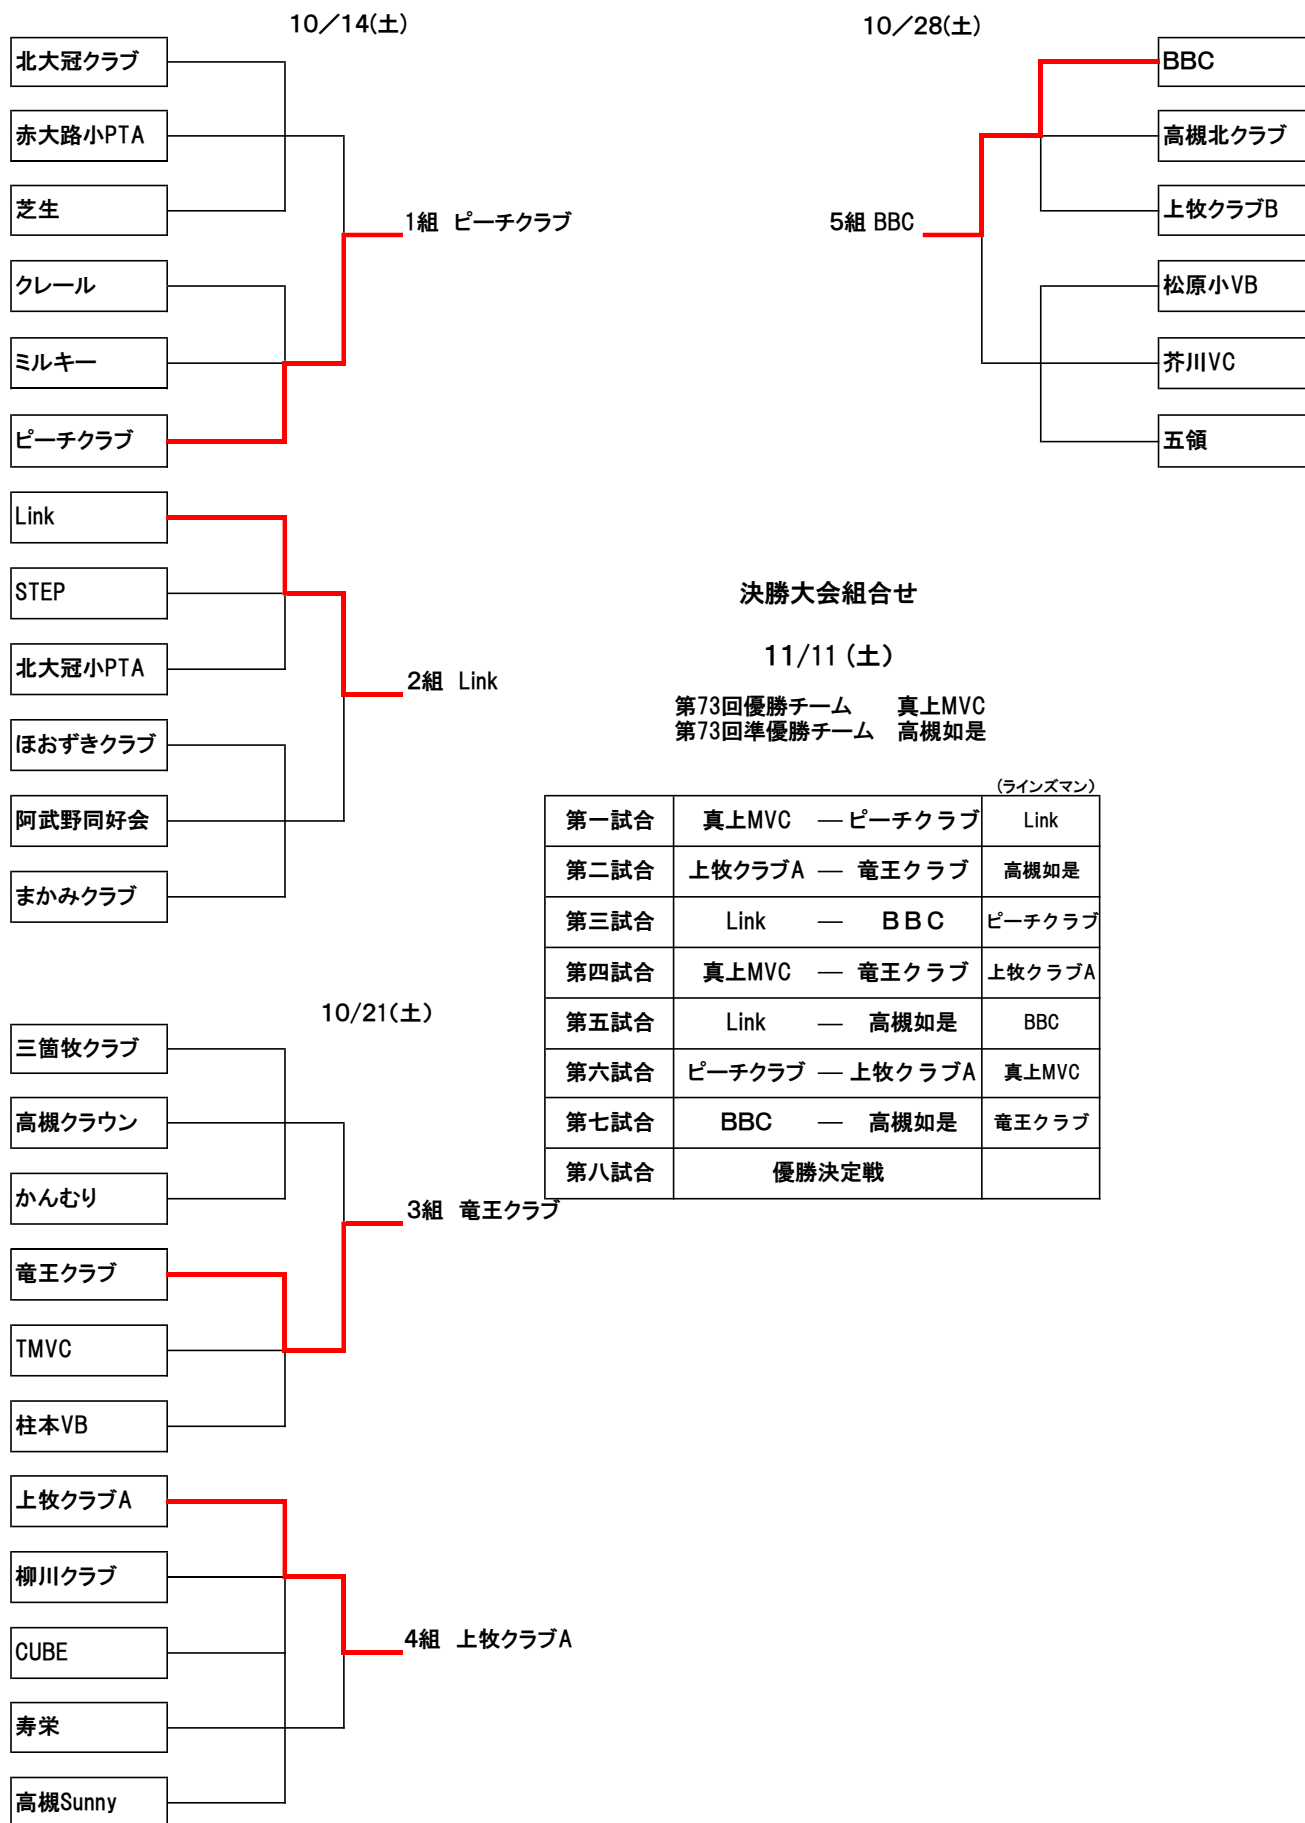 10／14(土)
北大冠クラブ
赤大路小PTA
芝生
クレール
ミルキー
ピーチクラブ
1組 ピーチクラブ
Link
STEP
北大冠小PTA
ほおずきクラブ
阿武野同好会
まかみクラブ
2組 Link
10/21(土)
三箇牧クラブ
高槻クラウン
かんむり
竜王クラブ
TMVC
柱本VB
3組 竜王クラブ
上牧クラブA
柳川クラブ
CUBE
寿栄
高槻Sunny
4組 上牧クラブA
10／28(土)
BBC
高槻北クラブ
上牧クラブB
松原小VB
芥川VC
五領
5組 BBC
決勝大会組合せ
11/11 (土)
第73回優勝チーム 真上MVC
第73回準優勝チーム 高槻如是
(ラインズマン)
第一試合 真上MVC — ピーチクラブ Link
第二試合 上牧クラブA — 竜王クラブ 高槻如是
第三試合 Link — BBC ピーチクラブ
第四試合 真上MVC — 竜王クラブ 上牧クラブA
第五試合 Link — 高槻如是 BBC
第六試合 ピーチクラブ — 上牧クラブA 真上MVC
第七試合 BBC — 高槻如是 竜王クラブ
第八試合 優勝決定戦